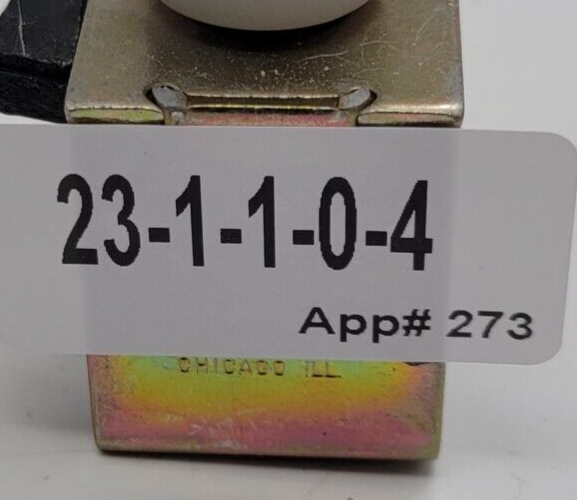 23-1-1-0-4
App# 273
CHICAGO ILL.